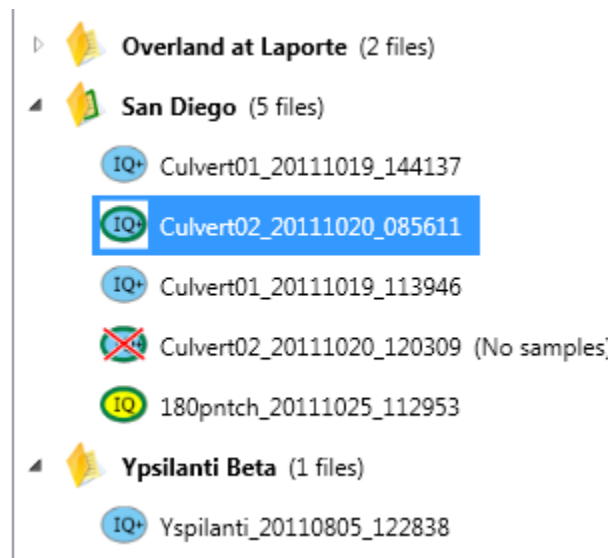 Overland at Laporte (2 files)
San Diego (5 files)
IQ+ Culvert01_20111019_144137
IQ+ Culvert02_20111020_085611
IQ+ Culvert01_20111019_113946
Culvert02_20111020_120309 (No samples)
IQ 180pntch_20111025_112953
Ypsilanti Beta (1 files)
IQ+ Yspilanti_20110805_122838